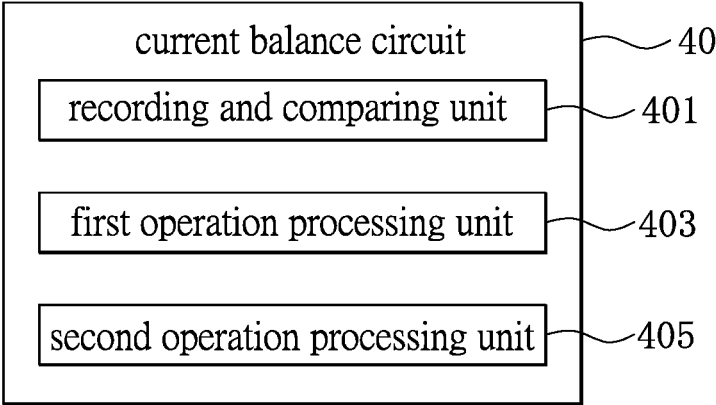 current balance circuit
40
recording and comparing unit
401
first operation processing unit
403
second operation processing unit
405